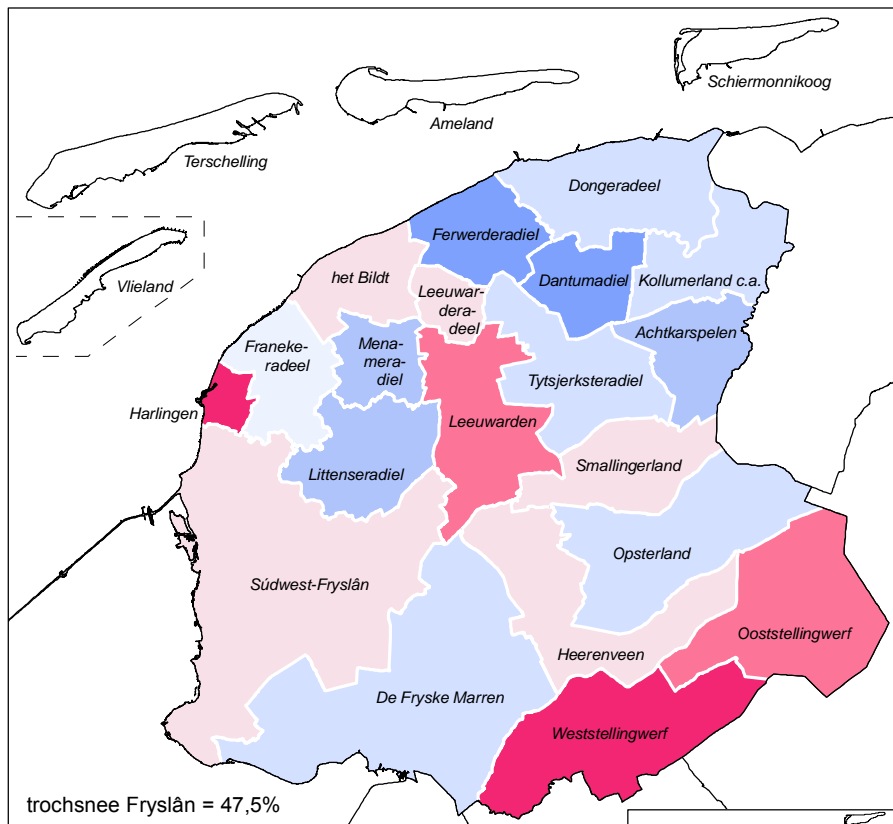 Schiermonnikoog
Ameland
Terschelling
Dongeradeel
Ferwerderadiel
het Bildt
Leeuwar-
dera-
deel
Dantumadiel
Kollumerland c.a.
Vlieland
Achtkarspelen
Franeke-
radeel
Mena-
mera-
diel
Tytsjerksteradiel
Harlingen
Leeuwarden
Littenseradiel
Smallingerland
Opsterland
Súdwest-Fryslân
Ooststellingwerf
Heerenveen
De Fryske Marren
Weststellingwerf
trochsnee Fryslân = 47,5%